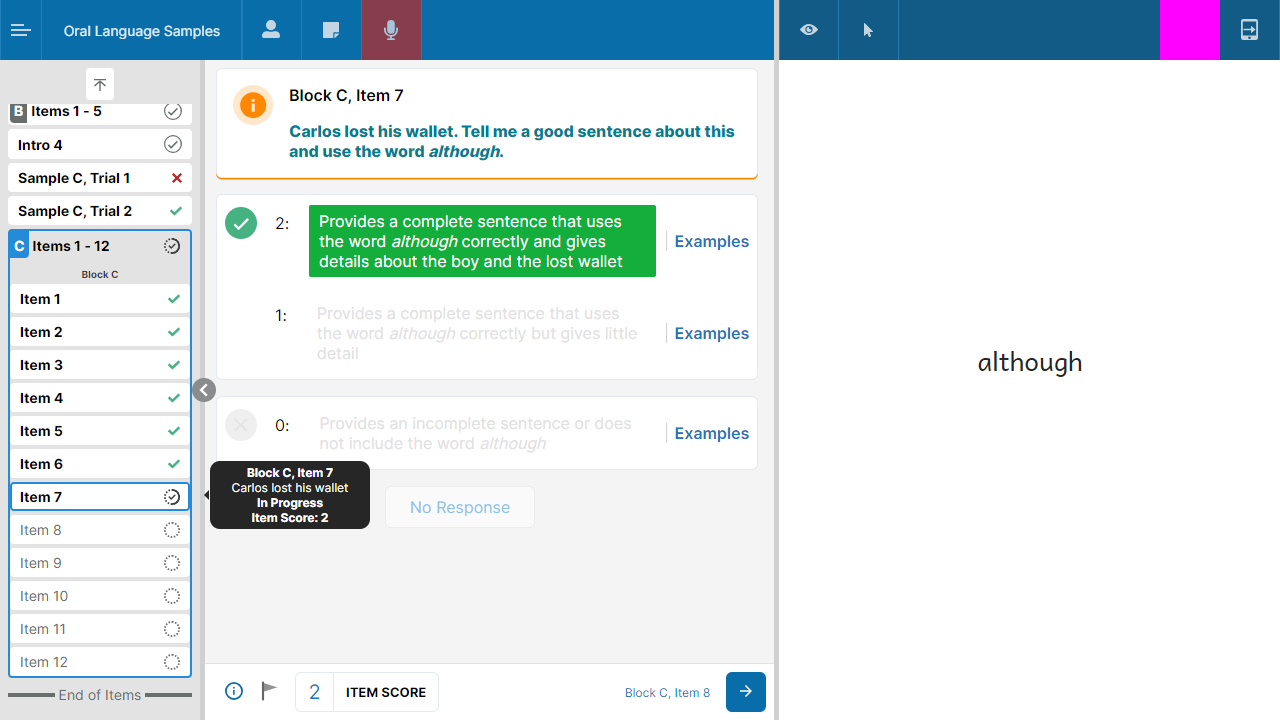 Oral Language Samples
B Items 1 - 5
Intro 4
Sample C, Trial 1
Sample C, Trial 2
C Items 1 - 12
Block C
Item 1
Item 2
Item 3
Item 4
Item 5
Item 6
Item 7
Item 8
Item 9
Item 10
Item 11
Item 12
End of Items
Block C, Item 7
Carlos lost his wallet. Tell me a good sentence about this
and use the word although.
2:
Provides a complete sentence that uses
the word although correctly and gives
details about the boy and the lost wallet
Examples
1:
Provides a complete sentence that uses
the word although correctly but gives little
detail
Examples
0:
Provides an incomplete sentence or does
not include the word although
Examples
Block C, Item 7
Carlos lost his wallet
In Progress
Item Score: 2
No Response
2 ITEM SCORE
Block C, Item 8
although